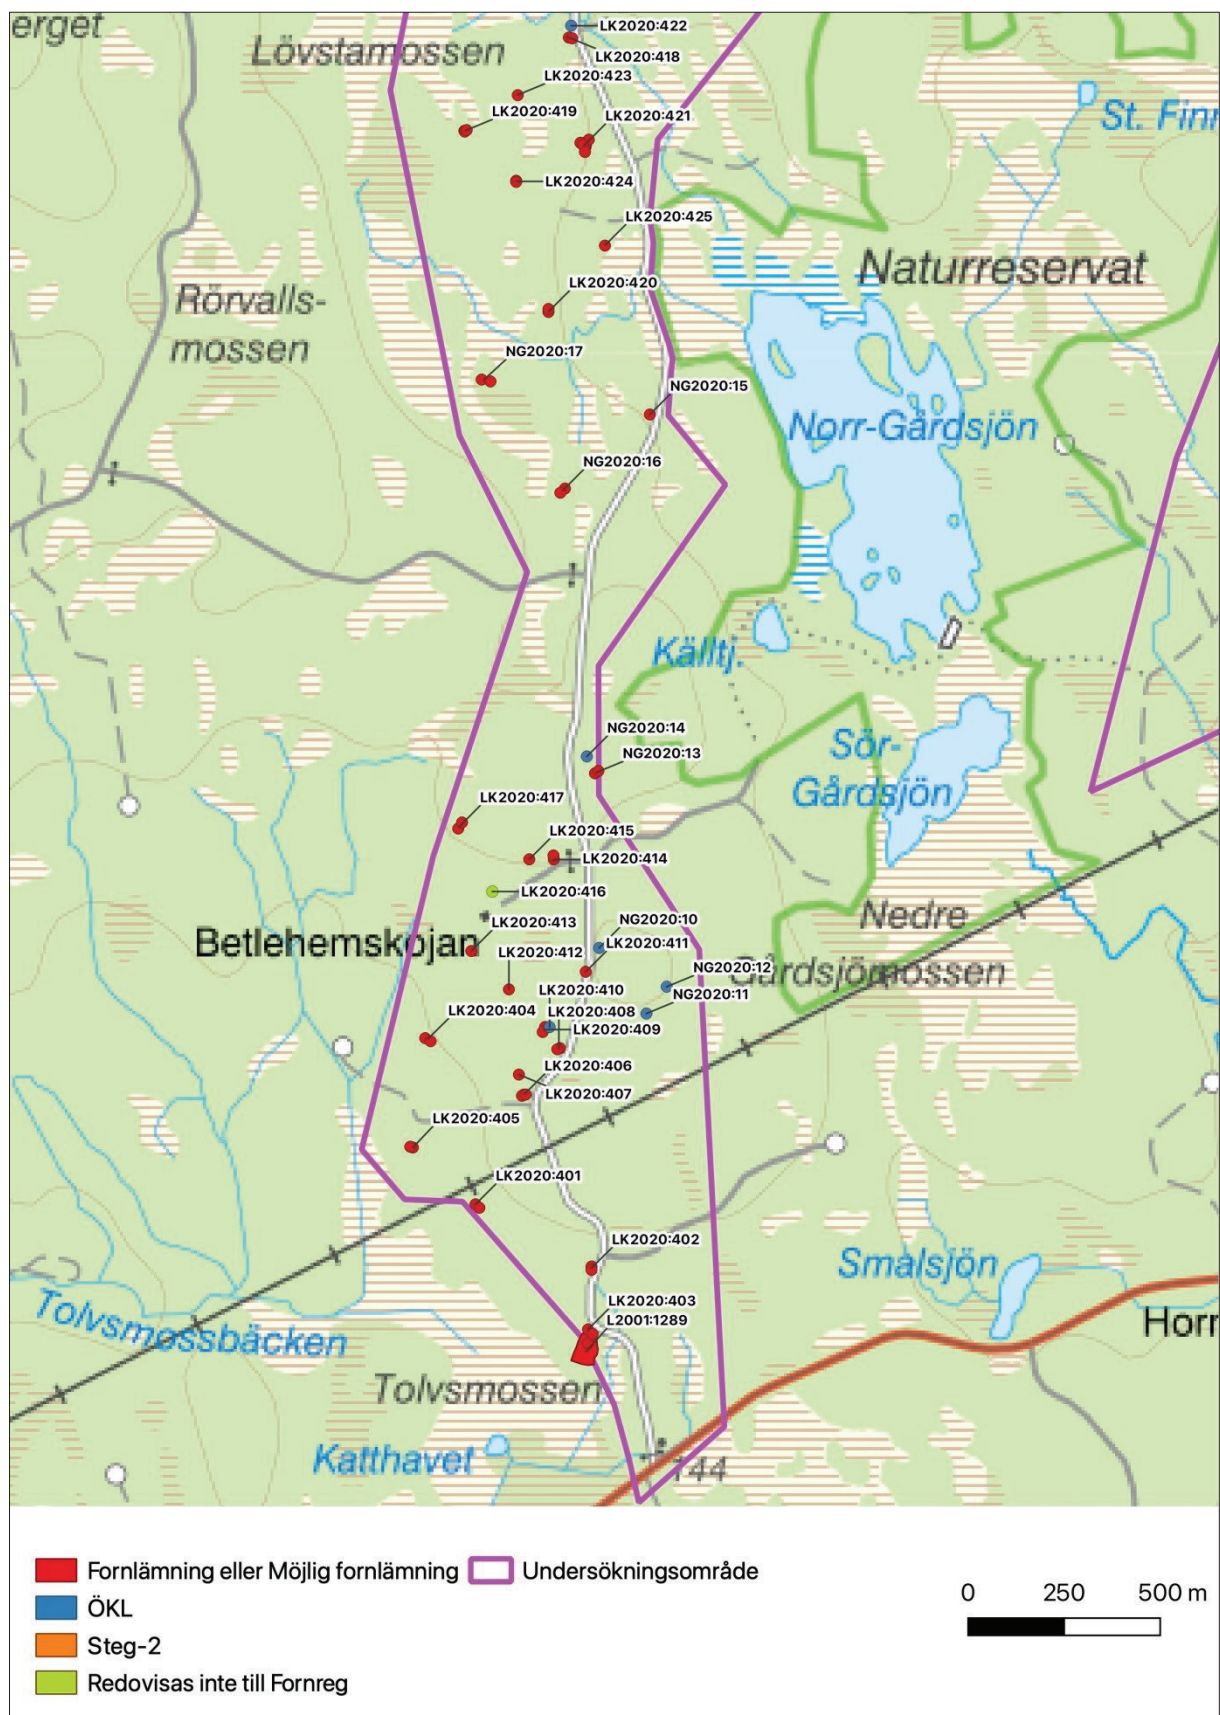 erget
Lövstamossen
LK2020:422
LK2020:418
LK2020:423
LK2020:419
LK2020:421
St. Finn
LK2020:424
LK2020:425
Naturreservat
LK2020:420
Rörvalls-
mossen
NG2020:17
NG2020:15
Norr-Gårdsjön
NG2020:16
Källtj.
NG2020:14
NG2020:13
Sör-
Gårdsjön
LK2020:417
LK2020:415
LK2020:414
LK2020:416
Nedre
Gårdsjömossen
NG2020:10
LK2020:413
LK2020:411
Betlehemskojan
LK2020:412
NG2020:12
LK2020:410
NG2020:11
LK2020:408
LK2020:404
LK2020:409
LK2020:406
LK2020:407
LK2020:405
LK2020:401
LK2020:402
Smalsjön
LK2020:403
Tolvsmossbäcken
L2001:1289
Horr
Tolvsmossen
Katthavet
144
Fornlämning eller Möjlig fornlämning
Undersökningsområde
ÖKL
Steg-2
Redovisas inte till Fornreg
0 250 500 m